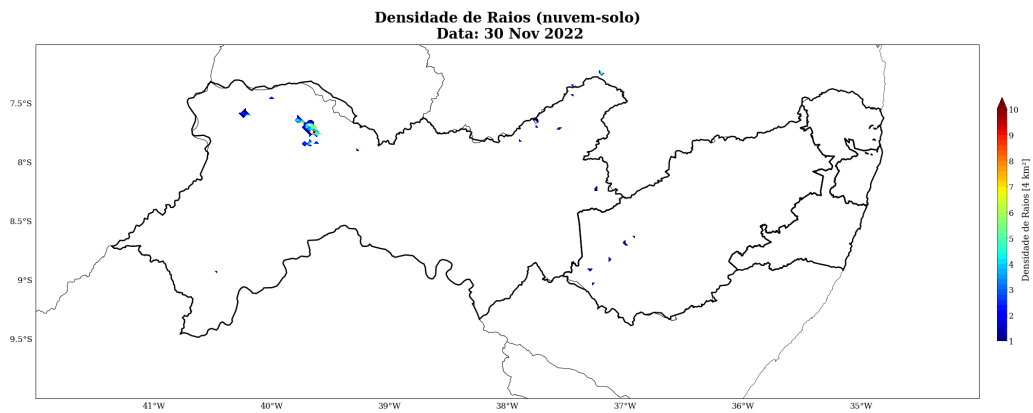 Densidade de Raios (nuvem-solo)
Data: 30 Nov 2022
7.5°S
8°S
8.5°S
9°S
9.5°S
41°W
40°W
39°W
38°W
37°W
36°W
35°W
10
9
8
7
6
5
4
3
2
1
Densidade de Raios [4 km²]